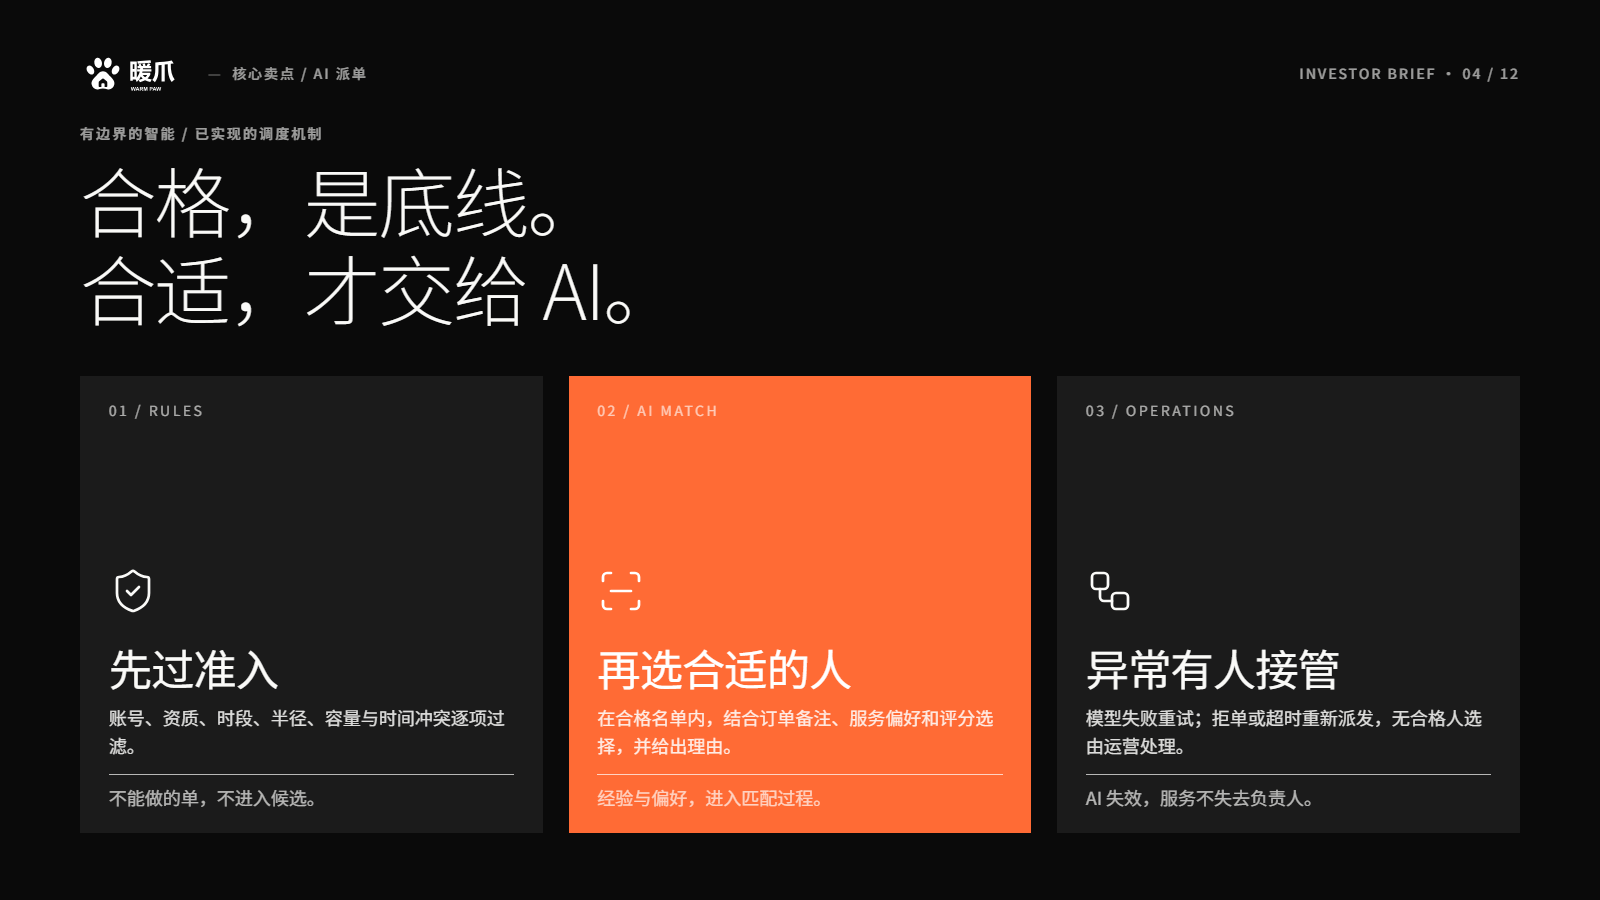 暖爪
WARM PAW
— 核心卖点 / AI 派单
INVESTOR BRIEF · 04 / 12
有边界的智能 / 已实现的调度机制
合格，是底线。
合适，才交给 AI。
01 / RULES
先过准入
账号、资质、时段、半径、容量与时间冲突逐项过
滤。
不能做的单，不进入候选。
02 / AI MATCH
再选合适的人
在合格名单内，结合订单备注、服务偏好和评分选
择，并给出理由。
经验与偏好，进入匹配过程。
03 / OPERATIONS
异常有人接管
模型失败重试；拒单或超时重新派发，无合格人选
由运营处理。
AI 失效，服务不失去负责人。